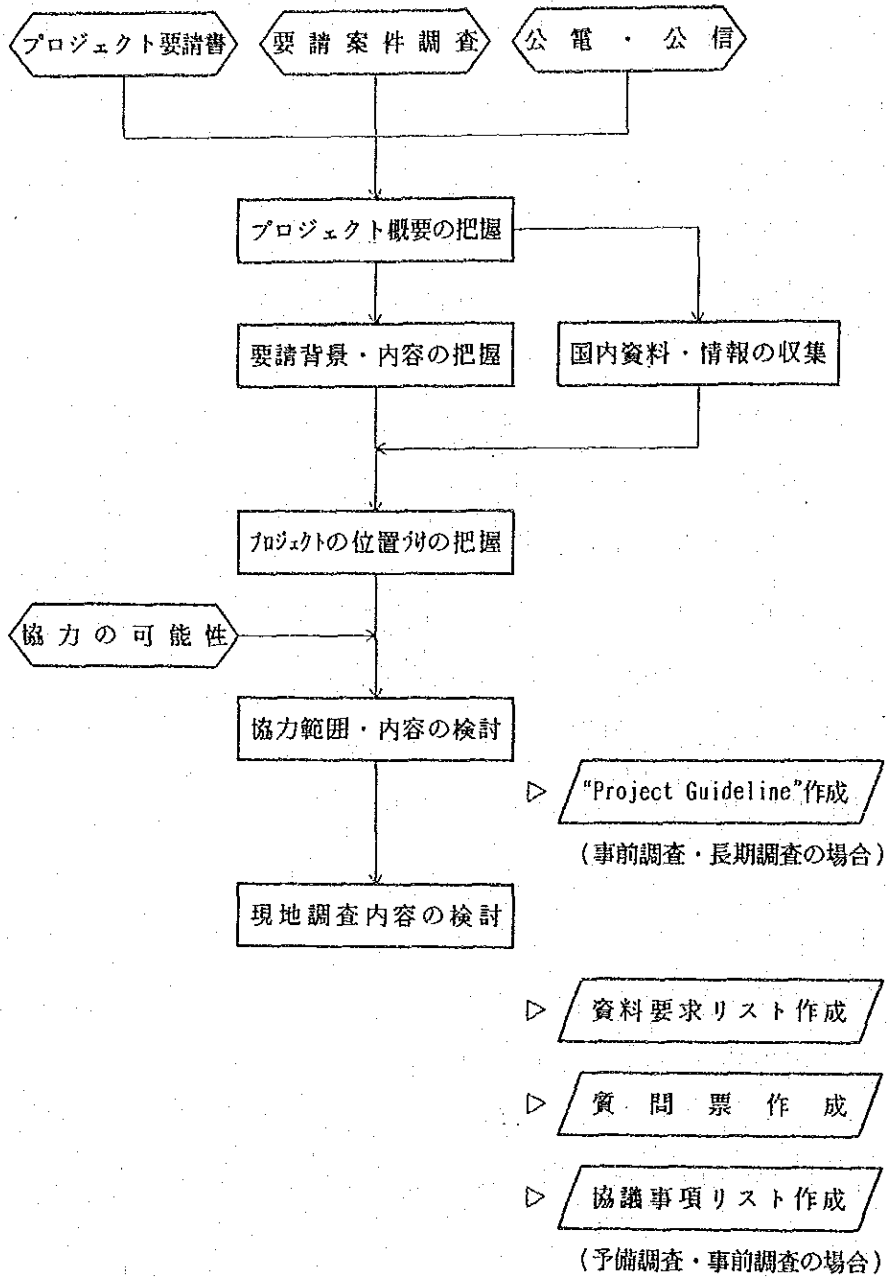 プロジェクト要請書
要請案件調査
公電・公信
プロジェクト概要の把握
要請背景・内容の把握
国内資料・情報の収集
プロジェクトの位置づけの把握
協力の可能性
協力範囲・内容の検討
▷ "Project Guideline"作成
(事前調査・長期調査の場合)
現地調査内容の検討
▷ 資料要求リスト作成
▷ 質問票作成
▷ 協議事項リスト作成
(予備調査・事前調査の場合)